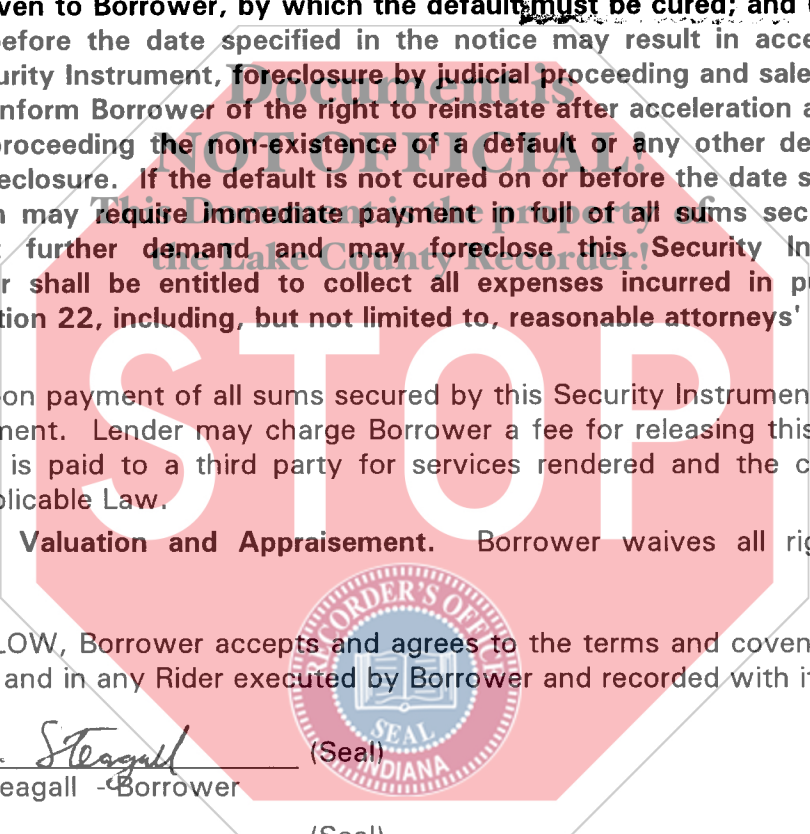 ven to Borrower, by which the default must be cured; and
efore the date specified in the notice may result in acce
urity Instrument, foreclosure by judicial proceeding and sale
nform Borrower of the right to reinstate after acceleration a
proceeding the non-existence of a default or any other de
eclosure. If the default is not cured on or before the date s
n may require immediate payment in full of all sums sec
further demand and may foreclose this Security In
r shall be entitled to collect all expenses incurred in pu
tion 22, including, but not limited to, reasonable attorneys'
on payment of all sums secured by this Security Instrumen
ment. Lender may charge Borrower a fee for releasing this
is paid to a third party for services rendered and the c
plicable Law.
Valuation and Appraisement. Borrower waives all rig
LOW, Borrower accepts and agrees to the terms and coven
and in any Rider executed by Borrower and recorded with i
Steagall (Seal)
eagall - Borrower
(Seal)
Document is
NOT OFFICIAL!
This Document is the property of
the Lake County Recorder!
STOP
RECORDER'S OFFICE
SEAL
INDIANA